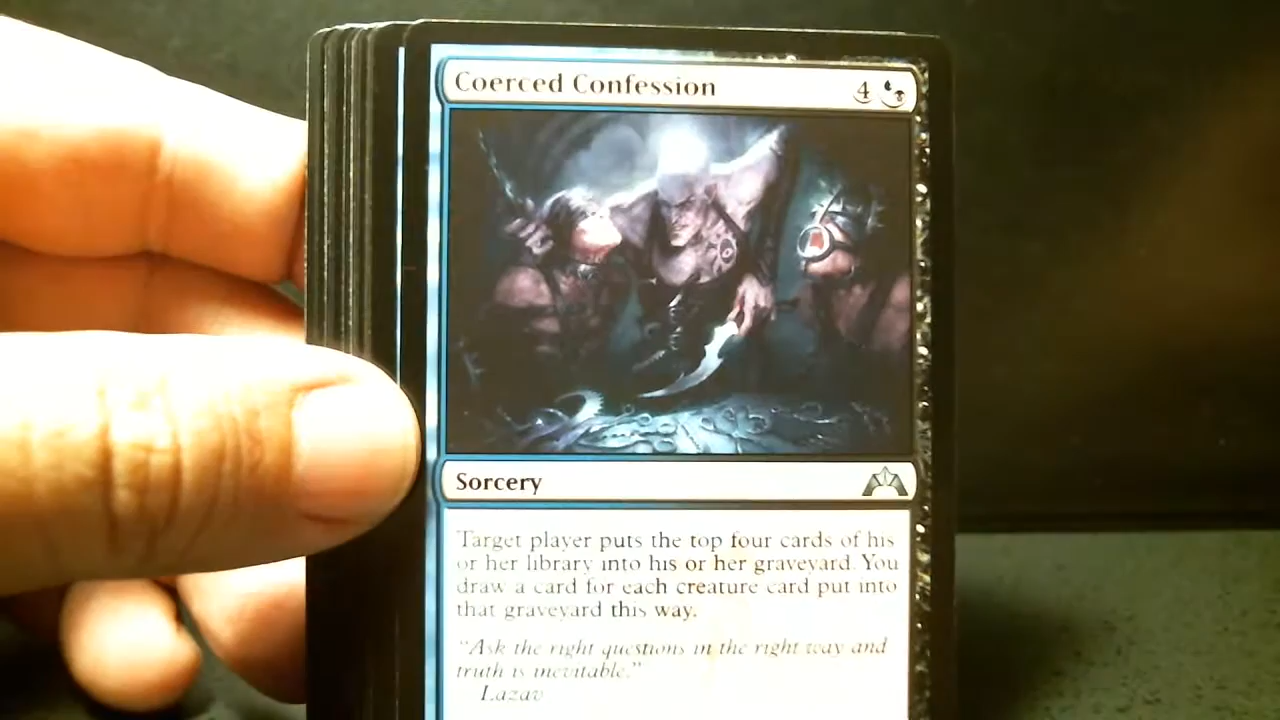 Coerced Confession 4
Sorcery
Target player puts the top four cards of his
or her library into his or her graveyard. You
draw a card for each creature card put into
that graveyard this way.
"Ask the right questions in the right way and
truth is inevitable."
Lazav